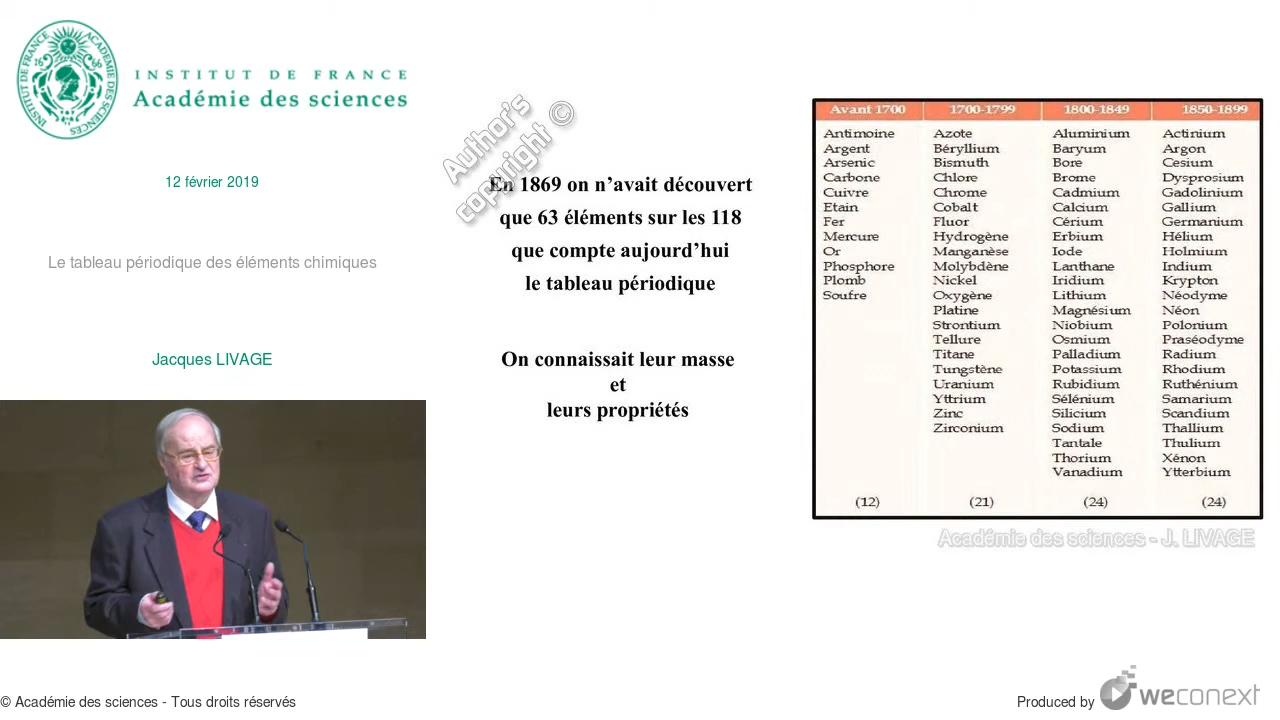 INSTITUT DE FRANCE
Académie des sciences
12 février 2019
Le tableau périodique des éléments chimiques
Jacques LIVAGE
Author's
copyright ©
En 1869 on n’avait découvert
que 63 éléments sur les 118
que compte aujourd’hui
le tableau périodique
On connaissait leur masse
et
leurs propriétés
Avant 1700
Antimoine
Argent
Arsenic
Carbone
Cuivre
Etain
Fer
Mercure
Or
Phosphore
Plomb
Soufre
(12)
1700-1799
Azote
Béryllium
Bismuth
Chlore
Chrome
Cobalt
Fluor
Hydrogène
Manganèse
Molybdène
Nickel
Oxygène
Platine
Strontium
Tellure
Titane
Tungstène
Uranium
Yttrium
Zinc
Zirconium
(21)
1800-1849
Aluminium
Baryum
Bore
Brome
Cadmium
Calcium
Cérium
Erbium
Iode
Lanthane
Iridium
Lithium
Magnésium
Niobium
Osmium
Palladium
Potassium
Rubidium
Sélénium
Silicium
Sodium
Tantale
Thorium
Vanadium
(24)
1850-1899
Actinium
Argon
Cesium
Dysprosium
Gadolinium
Gallium
Germanium
Hélium
Holmium
Indium
Krypton
Néodyme
Néon
Polonium
Praséodyme
Radium
Rhodium
Ruthénium
Samarium
Scandium
Thallium
Thulium
Xénon
Ytterbium
(24)
Académie des sciences - J. LIVAGE
© Académie des sciences - Tous droits réservés
Produced by weconext